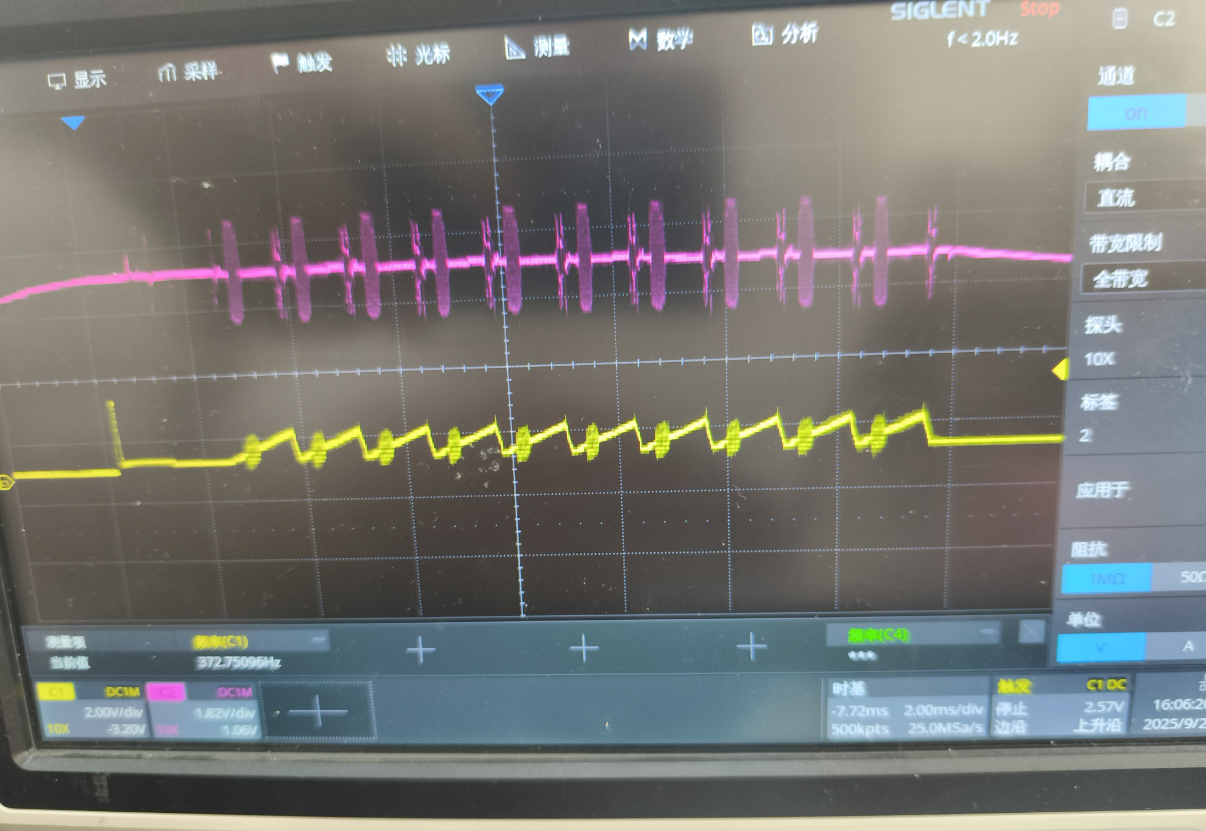 SIGLENT Stop
f < 2.0Hz
C2
显示
采样
触发
光标
测量
数学
分析
通道
on
耦合
直流
带宽限制
全带宽
探头
10X
标签
2
应用于
阻抗
1MΩ 50Ω
单位
V A
测量项 频率(C1) 频率(C4)
当前值 372.75096Hz ***
C1 DC1M
2.00V/div
10X -3.20V
C2 DC1M
1.82V/div
10X 1.06V
时基
-7.72ms 2.00ms/div
500kpts 25.0MSa/s
触发 C1 DC
停止 2.57V
边沿 上升沿
16:06:20
2025/9/2